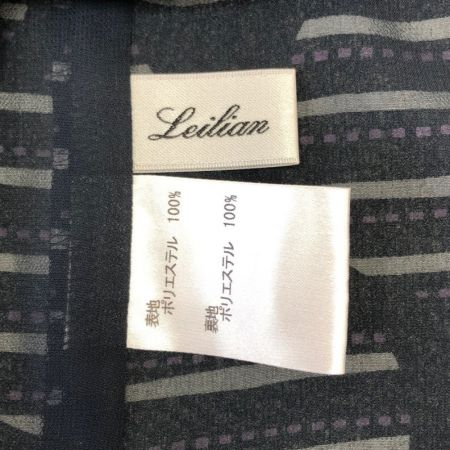 Leilian
表地
ポリエステル 100%
裏地
ポリエステル 100%